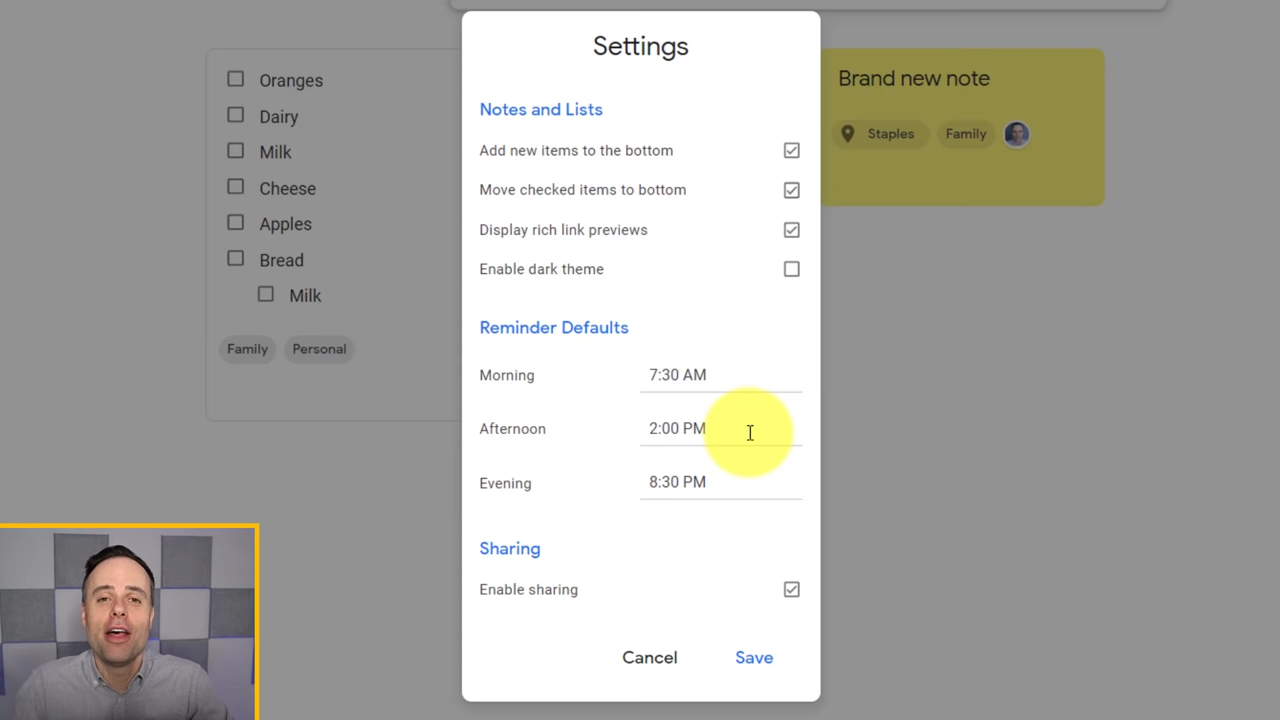 Settings
Notes and Lists
Add new items to the bottom
Move checked items to bottom
Display rich link previews
Enable dark theme
Reminder Defaults
Morning 7:30 AM
Afternoon 2:00 PM
Evening 8:30 PM
Sharing
Enable sharing
Cancel Save
Oranges
Dairy
Milk
Cheese
Apples
Bread
Milk
Family Personal
Brand new note
Staples Family